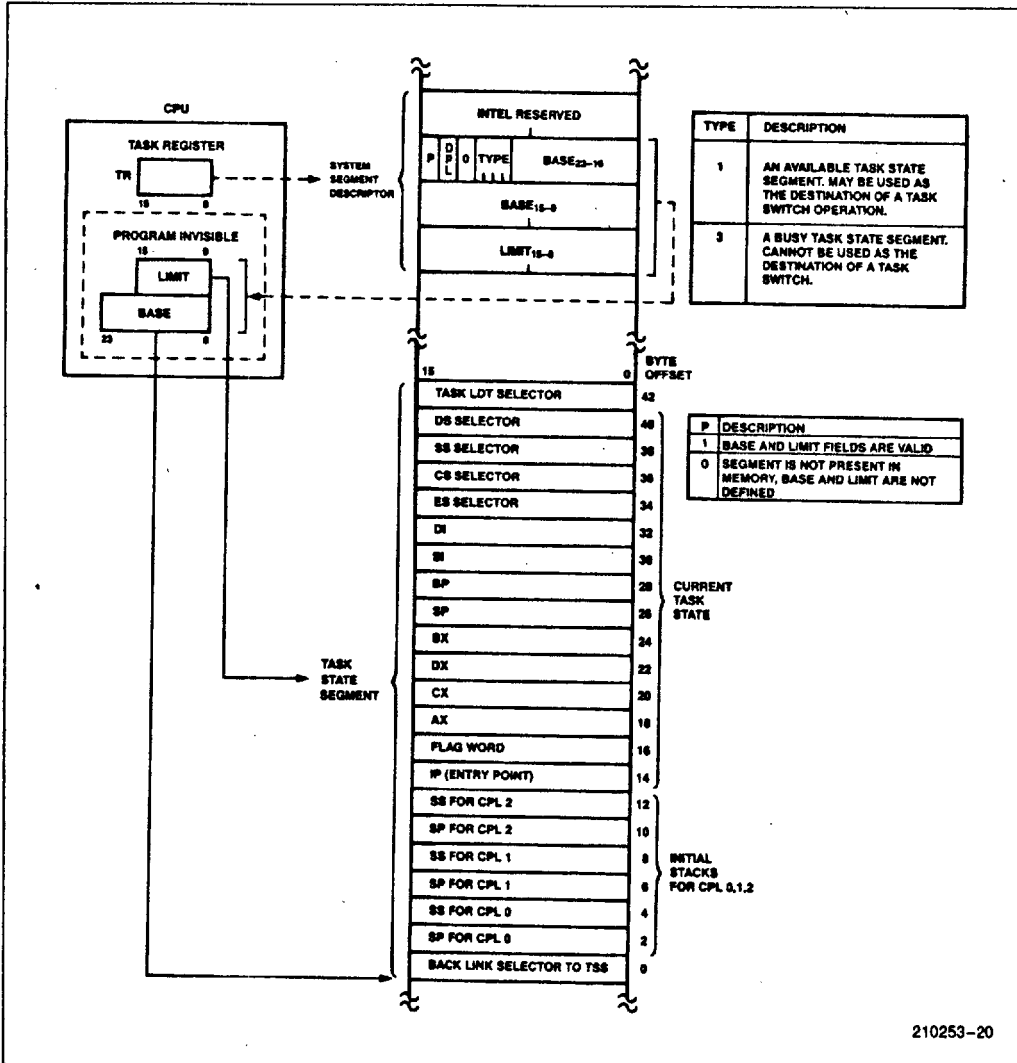 CPU
TASK REGISTER
TR
15 0
PROGRAM INVISIBLE
15 0
LIMIT
BASE
23 0
SYSTEM
SEGMENT
DESCRIPTOR
INTEL RESERVED
P DPL 0 TYPE BASE23–16
BASE15–0
LIMIT15–0
TYPE DESCRIPTION
1 AN AVAILABLE TASK STATE
SEGMENT. MAY BE USED AS
THE DESTINATION OF A TASK
SWITCH OPERATION.
3 A BUSY TASK STATE SEGMENT.
CANNOT BE USED AS THE
DESTINATION OF A TASK
SWITCH.
P DESCRIPTION
1 BASE AND LIMIT FIELDS ARE VALID
0 SEGMENT IS NOT PRESENT IN
MEMORY, BASE AND LIMIT ARE NOT
DEFINED
15 0
BYTE
OFFSET
TASK LDT SELECTOR 42
DS SELECTOR 40
SS SELECTOR 38
CS SELECTOR 36
ES SELECTOR 34
DI 32
SI 30
BP 28
SP 26
BX 24
DX 22
CX 20
AX 18
FLAG WORD 16
IP (ENTRY POINT) 14
SS FOR CPL 2 12
SP FOR CPL 2 10
SS FOR CPL 1 8
SP FOR CPL 1 6
SS FOR CPL 0 4
SP FOR CPL 0 2
BACK LINK SELECTOR TO TSS 0
TASK
STATE
SEGMENT
CURRENT
TASK
STATE
INITIAL
STACKS
FOR CPL 0,1,2
210253–20